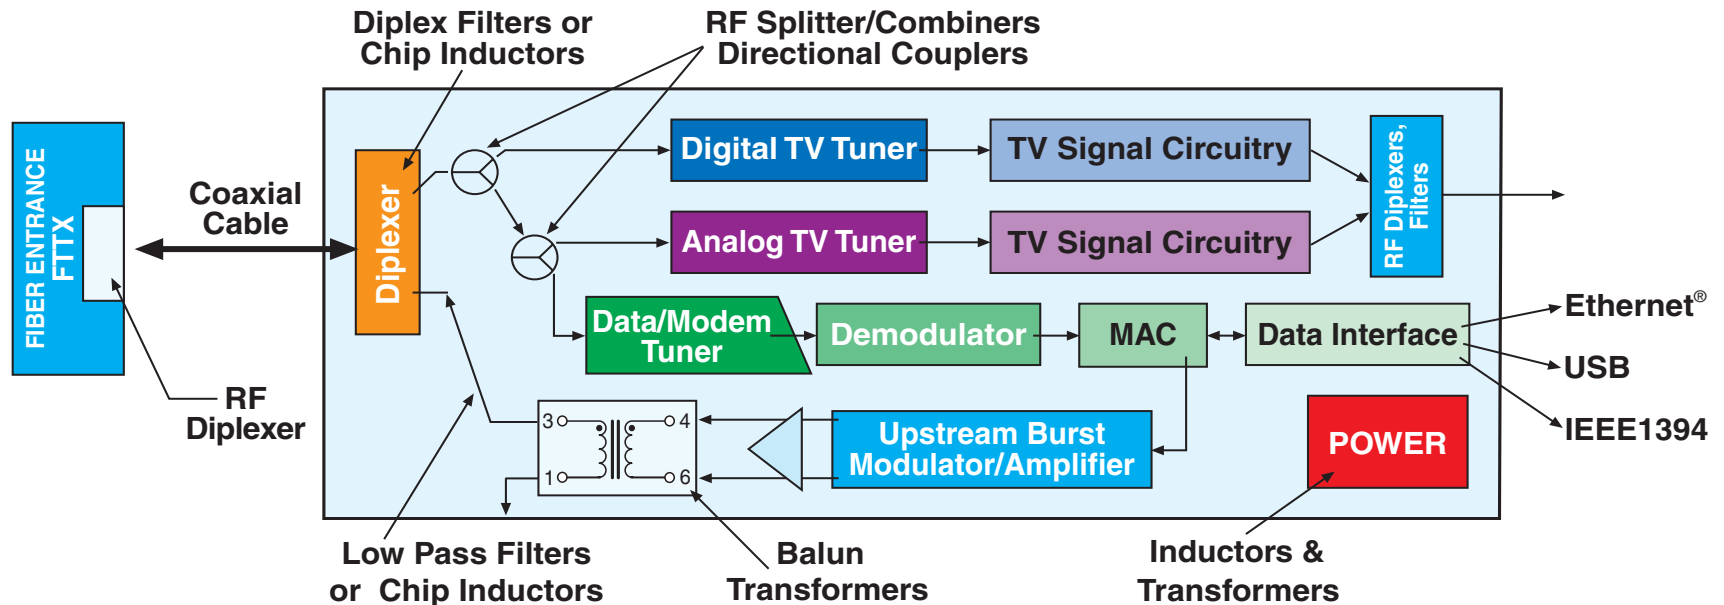 Diplex Filters or
Chip Inductors
RF Splitter/Combiners
Directional Couplers
FIBER ENTRANCE
FTTX
Coaxial
Cable
RF
Diplexer
Diplexer
Digital TV Tuner
TV Signal Circuitry
Analog TV Tuner
TV Signal Circuitry
RF Diplexers,
Filters
Data/Modem
Tuner
Demodulator
MAC
Data Interface
Ethernet®
USB
IEEE1394
3
4
1
6
Upstream Burst
Modulator/Amplifier
POWER
Low Pass Filters
or Chip Inductors
Balun
Transformers
Inductors &
Transformers